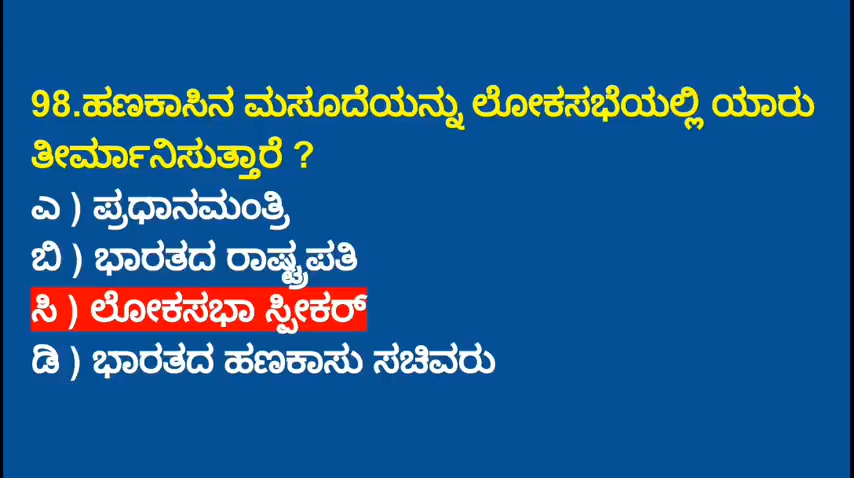 98.ಹಣಕಾಸಿನ ಮಸೂದೆಯನ್ನು ಲೋಕಸಭೆಯಲ್ಲಿ ಯಾರು
ತೀರ್ಮಾನಿಸುತ್ತಾರೆ ?
ಎ ) ಪ್ರಧಾನಮಂತ್ರಿ
ಬಿ ) ಭಾರತದ ರಾಷ್ಟ್ರಪತಿ
ಸಿ ) ಲೋಕಸಭಾ ಸ್ಪೀಕರ್
ಡಿ ) ಭಾರತದ ಹಣಕಾಸು ಸಚಿವರು